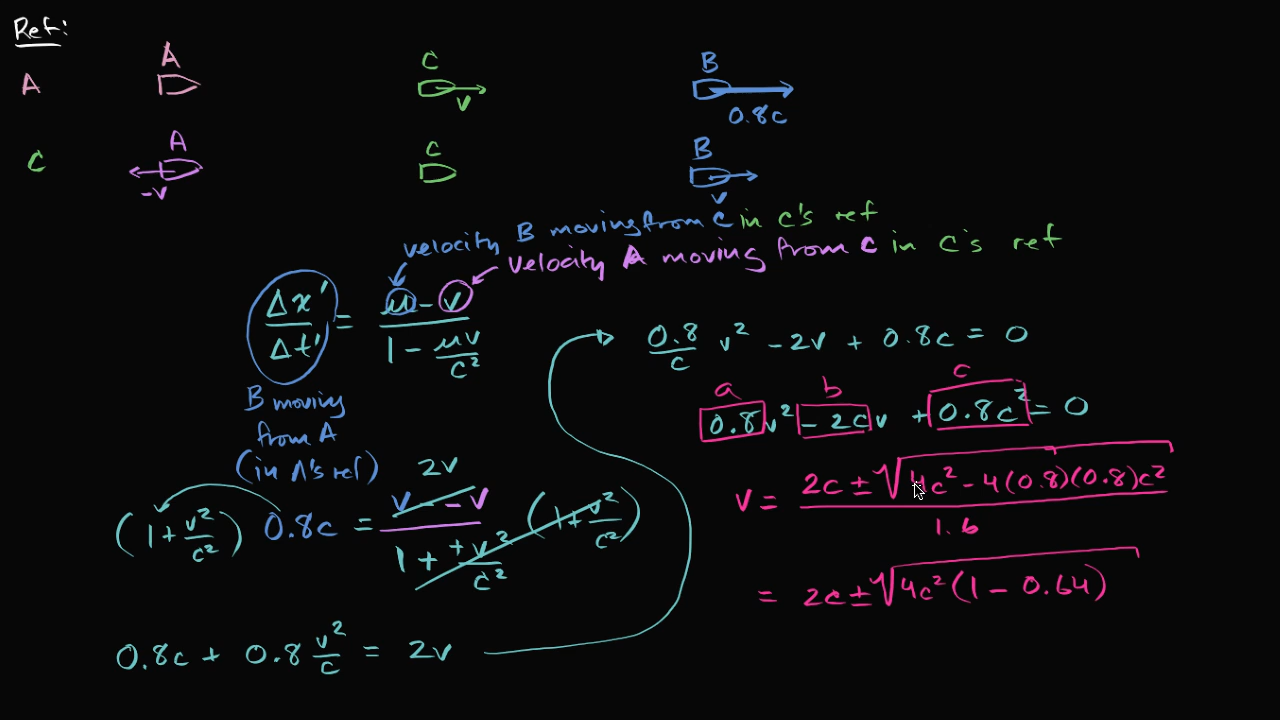 Ref:
A A C v B 0.8c
C A -v C B v
velocity B moving from C in C's ref
velocity A moving from C in C's ref
Δx'/Δt' = (u - v)/(1 - uv/c²)
B moving
from A
(in A's ref)
0.8/c v² - 2v + 0.8c = 0
a b c
0.8v² - 2cv + 0.8c² = 0
2v
(1 + v²/c²) 0.8c = (v - -v)/(1 + +v²/c²) (1 + v²/c²)
v = (2c ± √(4c² - 4(0.8)(0.8)c²))/1.6
= 2c ± √(4c²(1 - 0.64))
0.8c + 0.8 v²/c = 2v